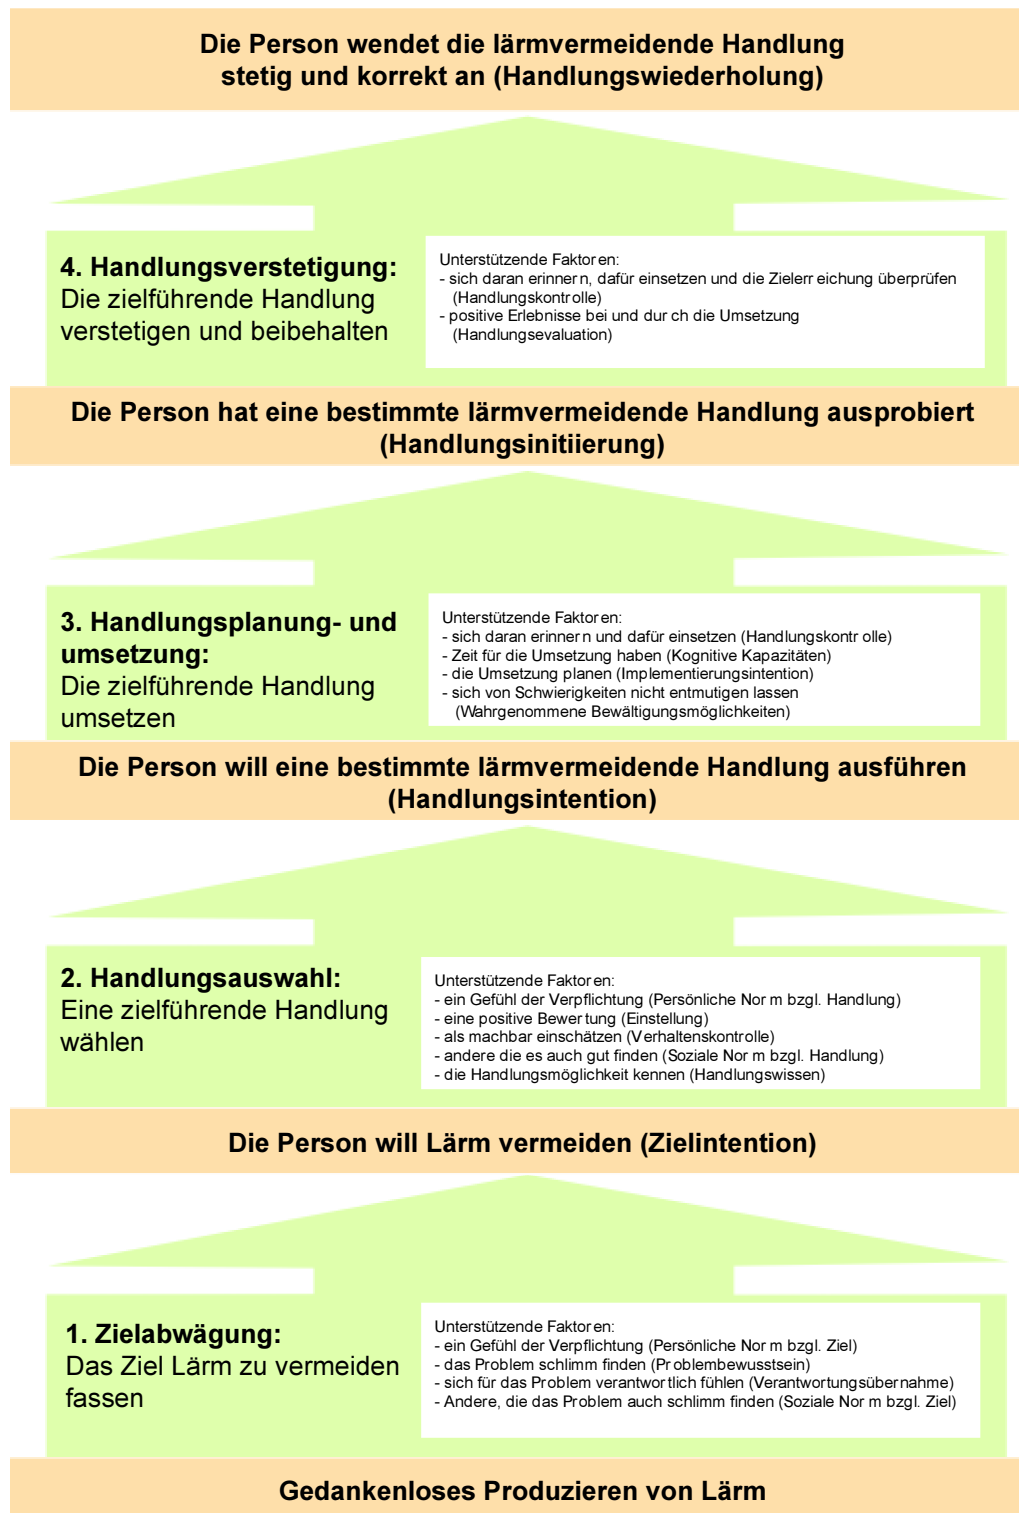 Die Person wendet die lärmvermeidende Handlung
stetig und korrekt an (Handlungswiederholung)
4. Handlungsverstetigung:
Die zielführende Handlung
verstetigen und beibehalten
Unterstützende Faktoren:
- sich daran erinnern, dafür einsetzen und die Zielerreichung überprüfen
(Handlungskontrolle)
- positive Erlebnisse bei und durch die Umsetzung
(Handlungsevaluation)
Die Person hat eine bestimmte lärmvermeidende Handlung ausprobiert
(Handlungsinitiierung)
3. Handlungsplanung- und
umsetzung:
Die zielführende Handlung
umsetzen
Unterstützende Faktoren:
- sich daran erinnern und dafür einsetzen (Handlungskontrolle)
- Zeit für die Umsetzung haben (Kognitive Kapazitäten)
- die Umsetzung planen (Implementierungsintention)
- sich von Schwierigkeiten nicht entmutigen lassen
(Wahrgenommene Bewältigungsmöglichkeiten)
Die Person will eine bestimmte lärmvermeidende Handlung ausführen
(Handlungsintention)
2. Handlungsauswahl:
Eine zielführende Handlung
wählen
Unterstützende Faktoren:
- ein Gefühl der Verpflichtung (Persönliche Norm bzgl. Handlung)
- eine positive Bewertung (Einstellung)
- als machbar einschätzen (Verhaltenskontrolle)
- andere die es auch gut finden (Soziale Norm bzgl. Handlung)
- die Handlungsmöglichkeit kennen (Handlungswissen)
Die Person will Lärm vermeiden (Zielintention)
1. Zielabwägung:
Das Ziel Lärm zu vermeiden
fassen
Unterstützende Faktoren:
- ein Gefühl der Verpflichtung (Persönliche Norm bzgl. Ziel)
- das Problem schlimm finden (Problembewusstsein)
- sich für das Problem verantwortlich fühlen (Verantwortungsübernahme)
- Andere, die das Problem auch schlimm finden (Soziale Norm bzgl. Ziel)
Gedankenloses Produzieren von Lärm